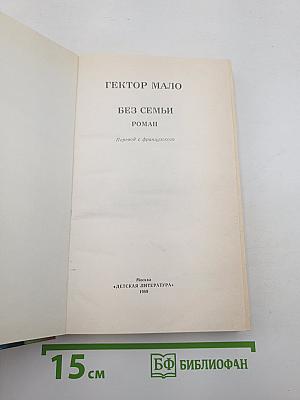 ГЕКТОР МАЛО
БЕЗ СЕМЬИ
РОМАН
Перевод с французского
Москва
«ДЕТСКАЯ ЛИТЕРАТУРА»
15 см
БФ БИБЛИОФАН